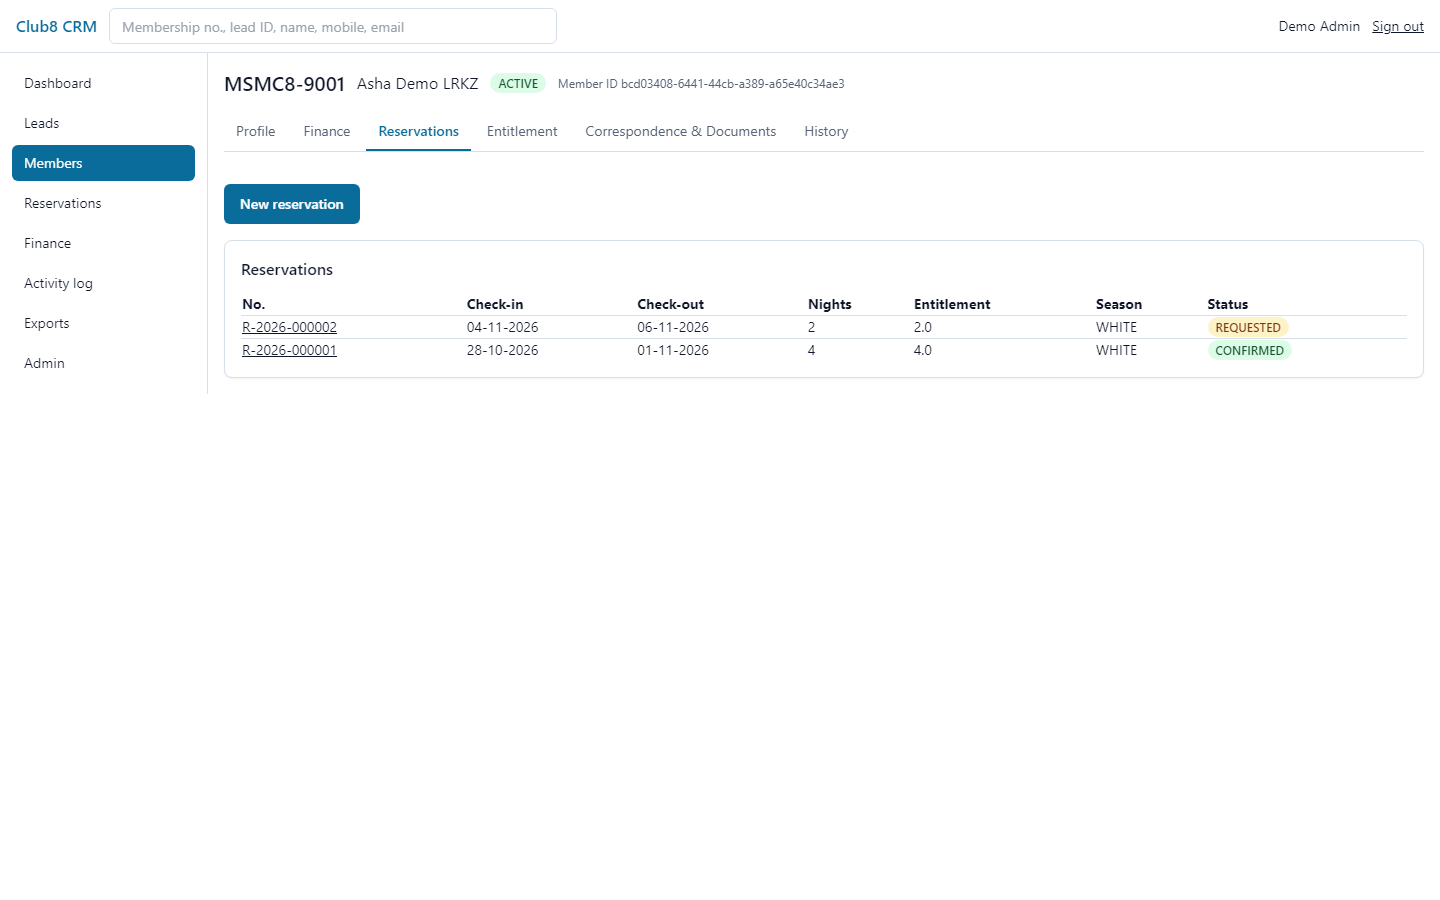 Club8 CRM Membership no., lead ID, name, mobile, email Demo Admin Sign out
Dashboard
Leads
Members
Reservations
Finance
Activity log
Exports
Admin
MSMC8-9001 Asha Demo LRKZ ACTIVE Member ID bcd03408-6441-44cb-a389-a65e40c34ae3
Profile Finance Reservations Entitlement Correspondence & Documents History
New reservation
Reservations
No. Check-in Check-out Nights Entitlement Season Status
R-2026-000002 04-11-2026 06-11-2026 2 2.0 WHITE REQUESTED
R-2026-000001 28-10-2026 01-11-2026 4 4.0 WHITE CONFIRMED